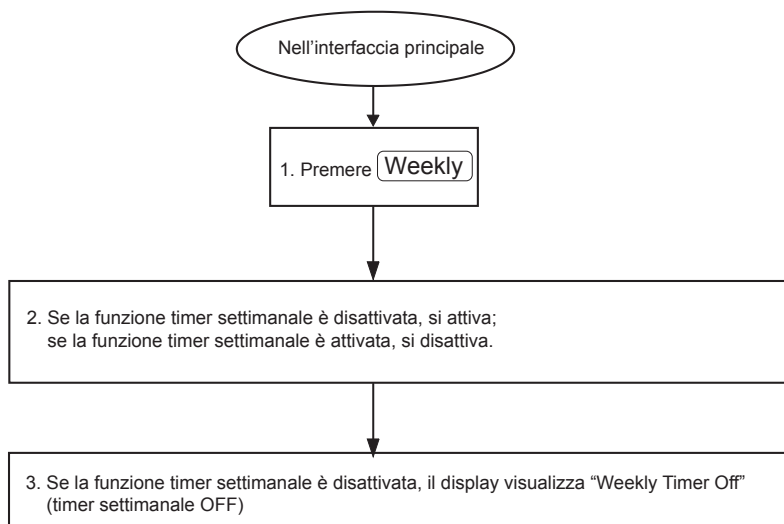 Nell'interfaccia principale
1. Premere Weekly
2. Se la funzione timer settimanale è disattivata, si attiva;
se la funzione timer settimanale è attivata, si disattiva.
3. Se la funzione timer settimanale è disattivata, il display visualizza “Weekly Timer Off”
(timer settimanale OFF)